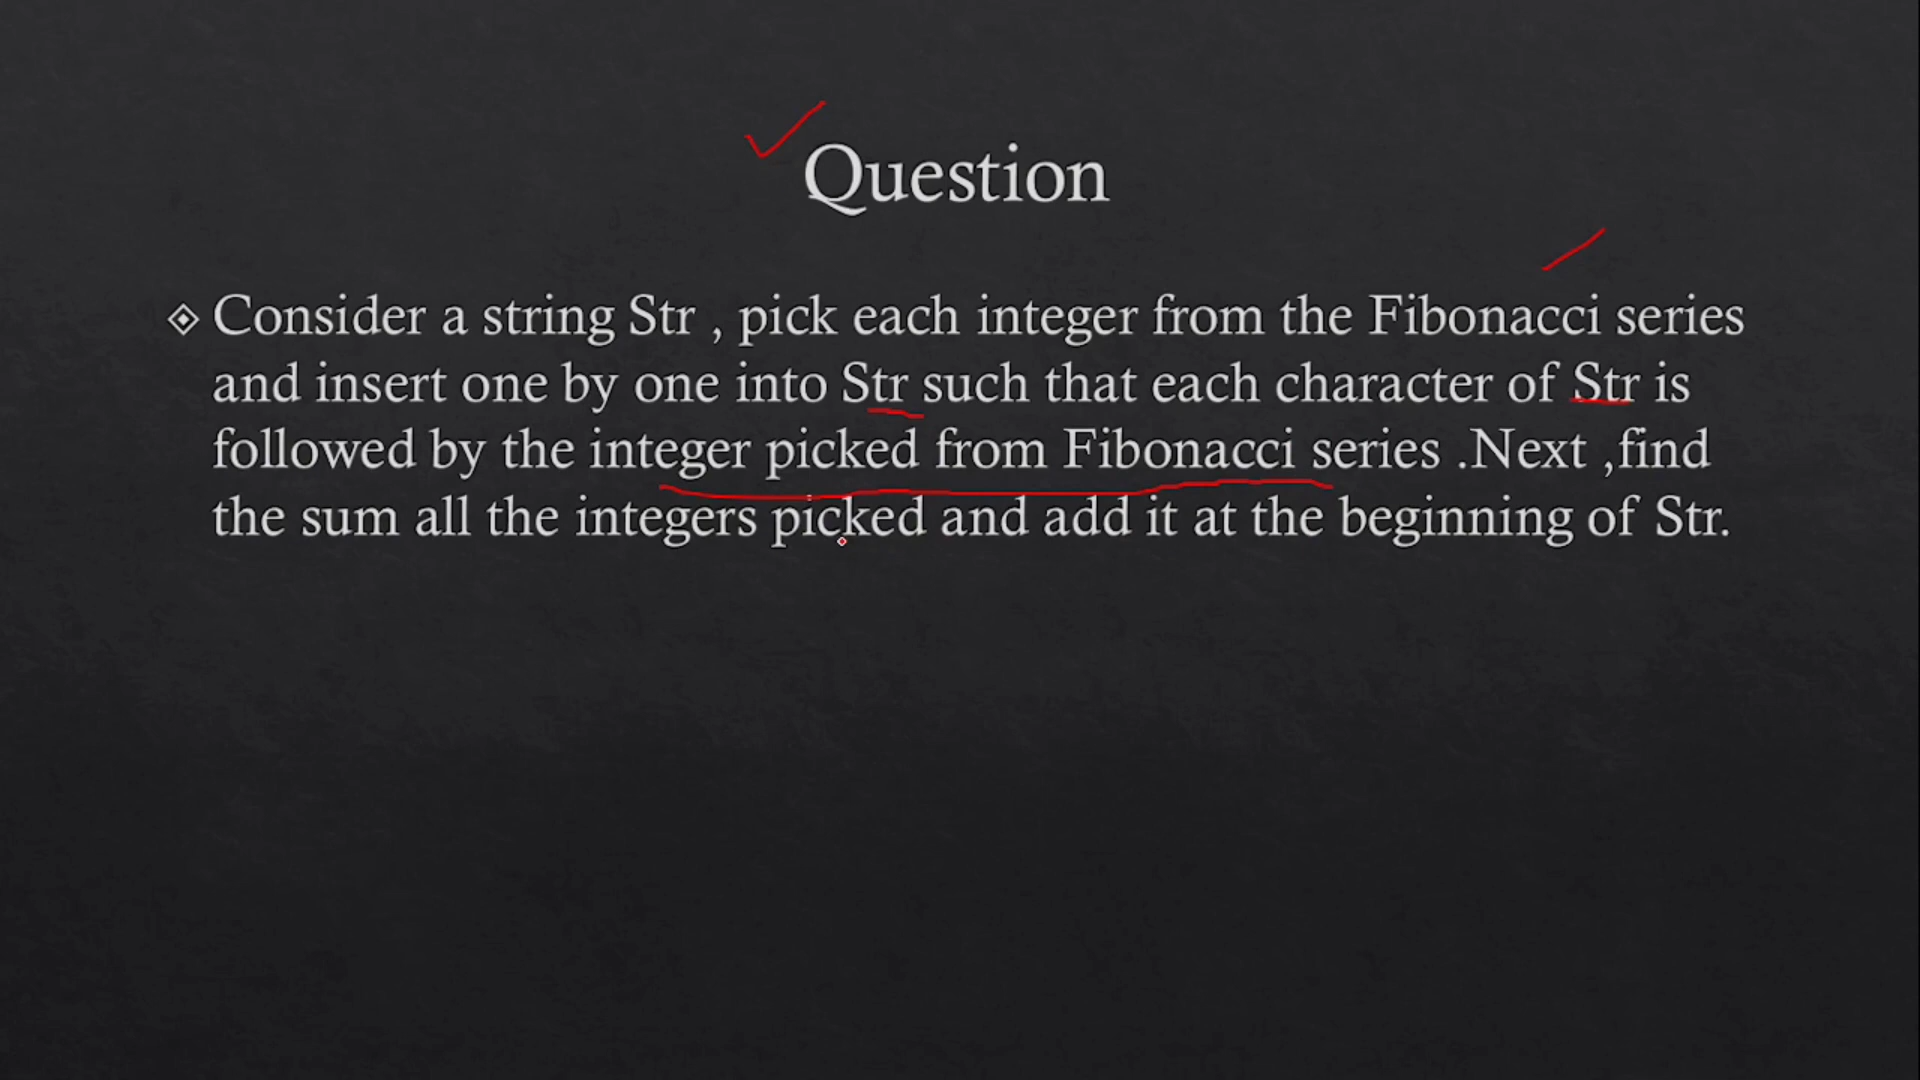 Question
Consider a string Str , pick each integer from the Fibonacci series
and insert one by one into Str such that each character of Str is
followed by the integer picked from Fibonacci series .Next ,find
the sum all the integers picked and add it at the beginning of Str.